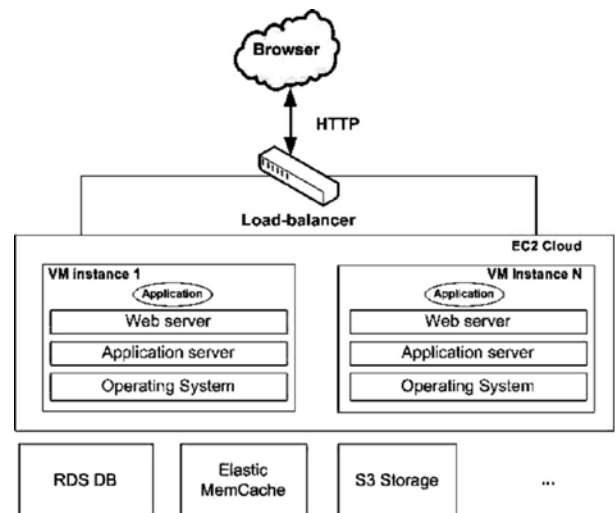 Browser
HTTP
Load-balancer
EC2 Cloud
VM instance 1
Application
Web server
Application server
Operating System
VM Instance N
Application
Web server
Application server
Operating System
RDS DB
Elastic
MemCache
S3 Storage
...